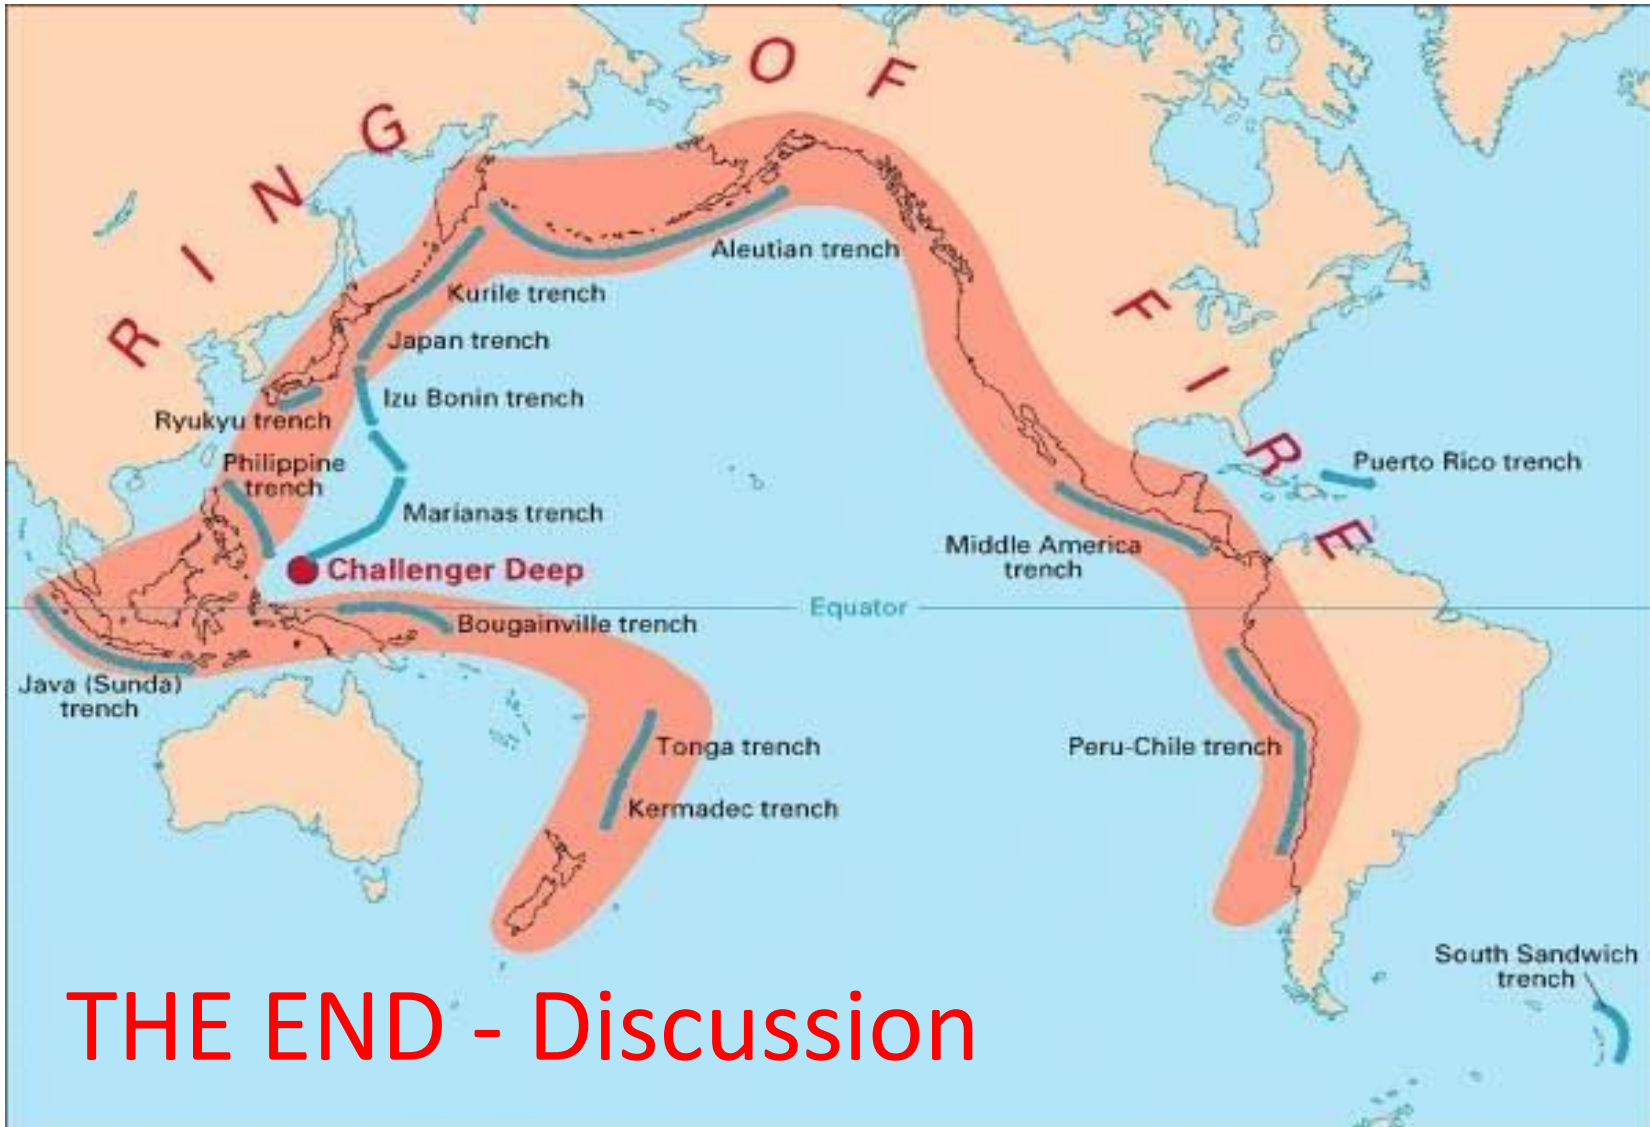 RING OF FIRE
Aleutian trench
Kurile trench
Japan trench
Izu Bonin trench
Ryukyu trench
Philippine
trench
Puerto Rico trench
Marianas trench
Middle America
trench
Challenger Deep
Equator
Bougainville trench
Java (Sunda)
trench
Tonga trench
Peru-Chile trench
Kermadec trench
South Sandwich
trench
THE END - Discussion